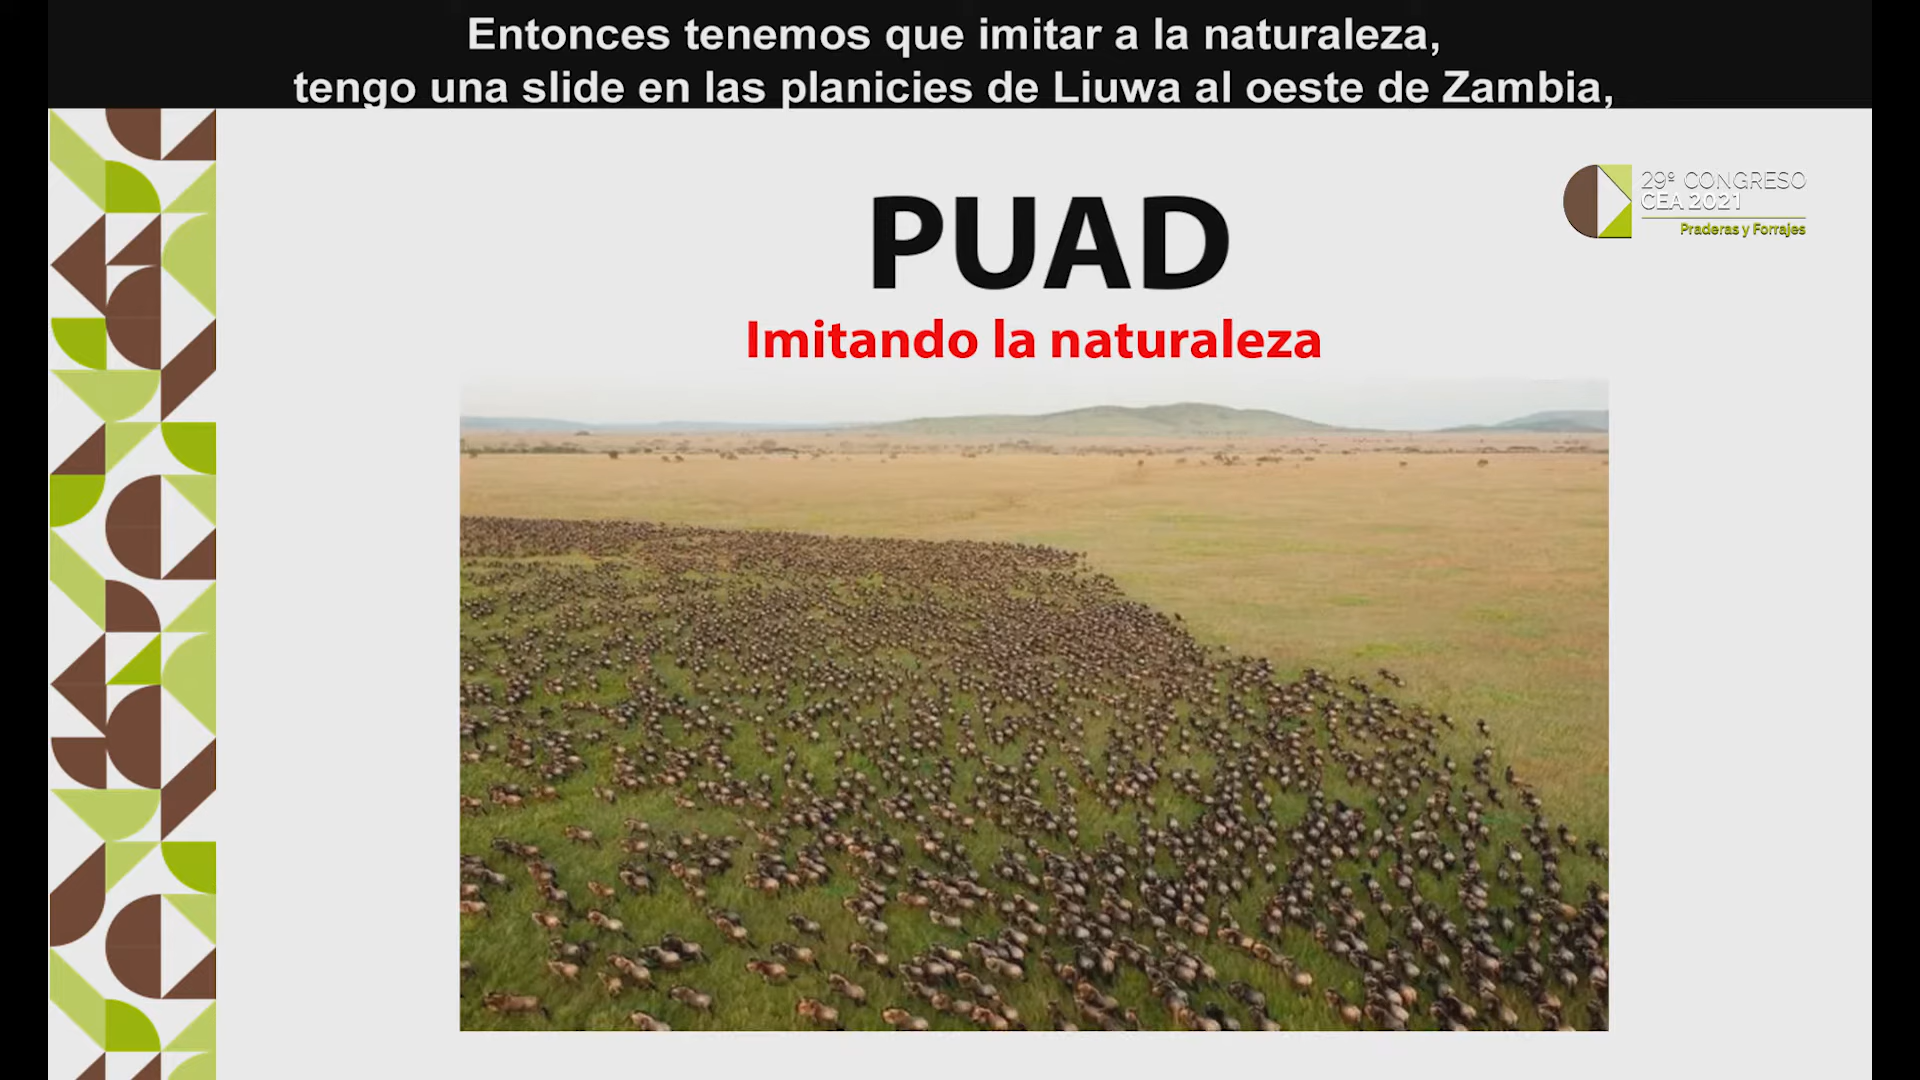 Entonces tenemos que imitar a la naturaleza,
tengo una slide en las planicies de Liuwa al oeste de Zambia,
29º CONGRESO
CEA 2021
Praderas y Forrajes
PUAD
Imitando la naturaleza